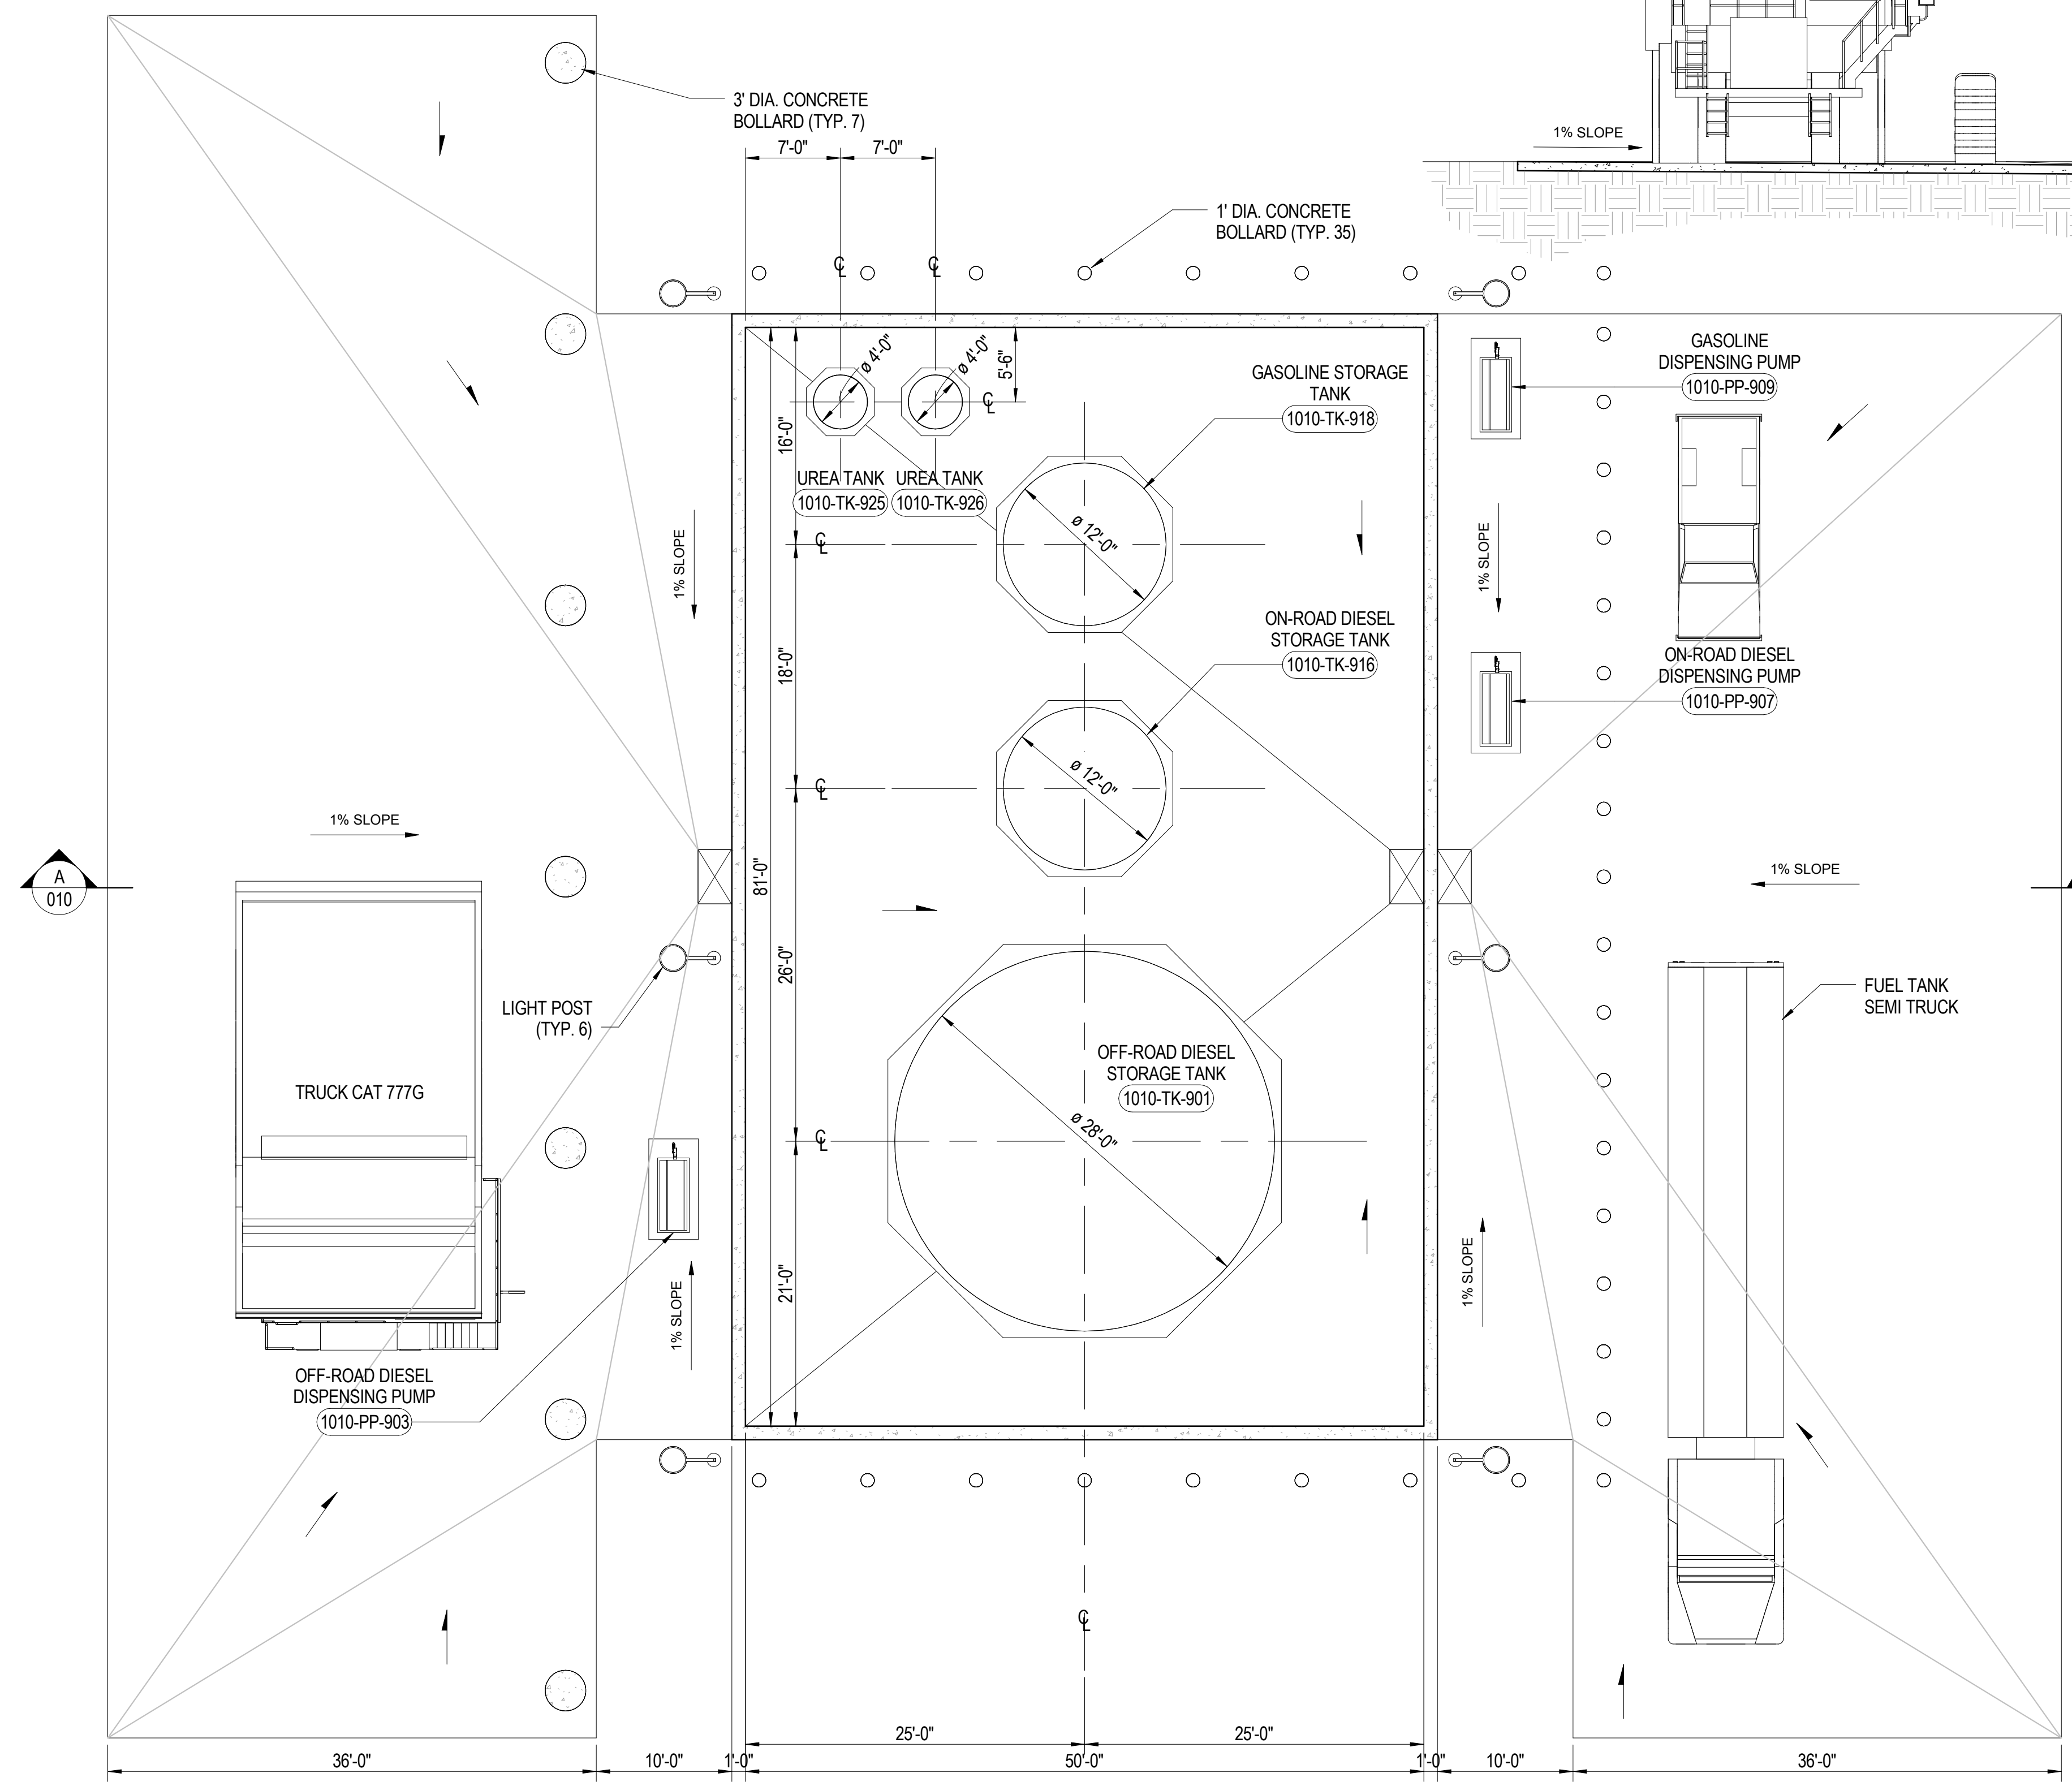 1% SLOPE
3' DIA. CONCRETE
BOLLARD (TYP. 7)
7'-0"
7'-0"
1' DIA. CONCRETE
BOLLARD (TYP. 35)
℄
℄
ø 4'-0"
ø 4'-0"
5'-6"
℄
16'-0"
GASOLINE STORAGE
TANK
1010-TK-918
GASOLINE
DISPENSING PUMP
1010-PP-909
UREA TANK
1010-TK-925
UREA TANK
1010-TK-926
1% SLOPE
℄
ø 12'-0"
1% SLOPE
18'-0"
ON-ROAD DIESEL
STORAGE TANK
1010-TK-916
ON-ROAD DIESEL
DISPENSING PUMP
1010-PP-907
℄
ø 12'-0"
1% SLOPE
A
010
81'-0"
1% SLOPE
26'-0"
LIGHT POST
(TYP. 6)
FUEL TANK
SEMI TRUCK
TRUCK CAT 777G
OFF-ROAD DIESEL
STORAGE TANK
1010-TK-901
℄
ø 28'-0"
21'-0"
1% SLOPE
1% SLOPE
OFF-ROAD DIESEL
DISPENSING PUMP
1010-PP-903
℄
25'-0"
25'-0"
36'-0"
10'-0"
1'-0"
50'-0"
1'-0"
10'-0"
36'-0"